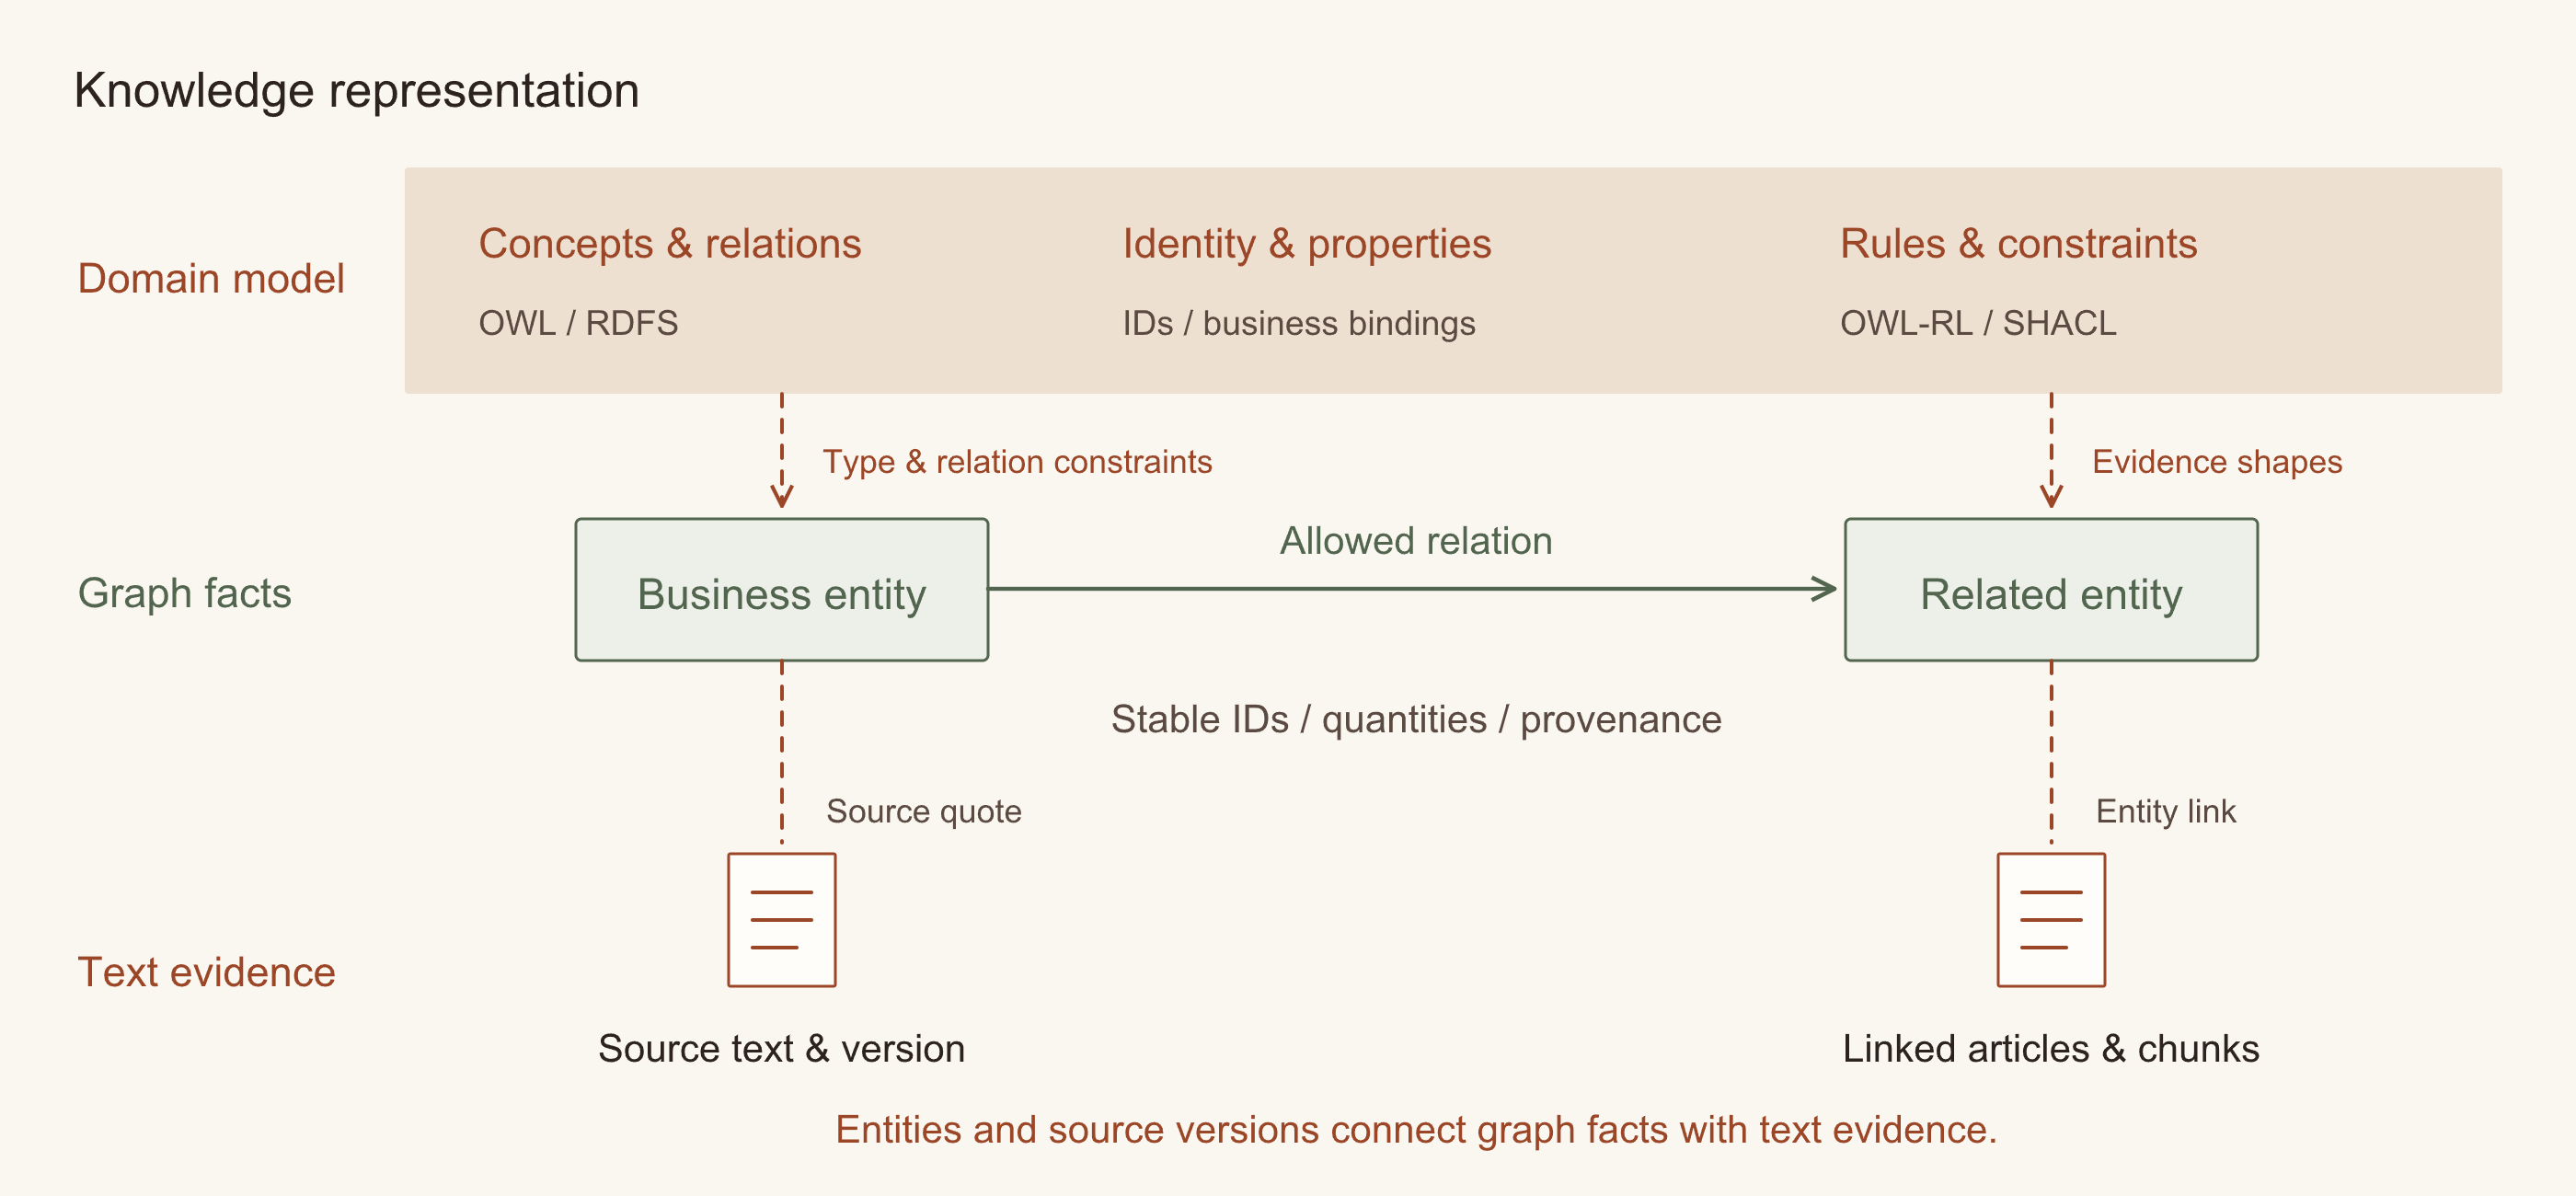 Knowledge representation
Domain model
Concepts & relations
OWL / RDFS
Identity & properties
IDs / business bindings
Rules & constraints
OWL-RL / SHACL
Type & relation constraints
Evidence shapes
Graph facts
Business entity
Allowed relation
Related entity
Stable IDs / quantities / provenance
Source quote
Entity link
Text evidence
Source text & version
Linked articles & chunks
Entities and source versions connect graph facts with text evidence.